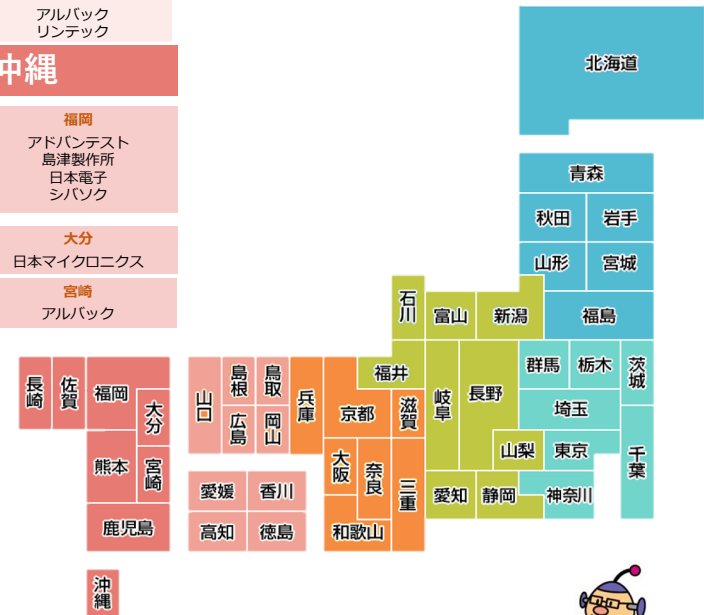 アルバック
リンテック
沖縄
福岡
アドバンテスト
島津製作所
日本電子
シバソク
大分
日本マイクロニクス
宮崎
アルバック
北海道
青森
秋田
岩手
山形
宮城
福島
石川
富山
新潟
福井
岐阜
長野
山梨
愛知
静岡
群馬
栃木
茨城
埼玉
東京
千葉
神奈川
兵庫
京都
滋賀
大阪
奈良
三重
和歌山
山口
島根
鳥取
広島
岡山
愛媛
香川
高知
徳島
長崎
佐賀
福岡
大分
熊本
宮崎
鹿児島
沖縄